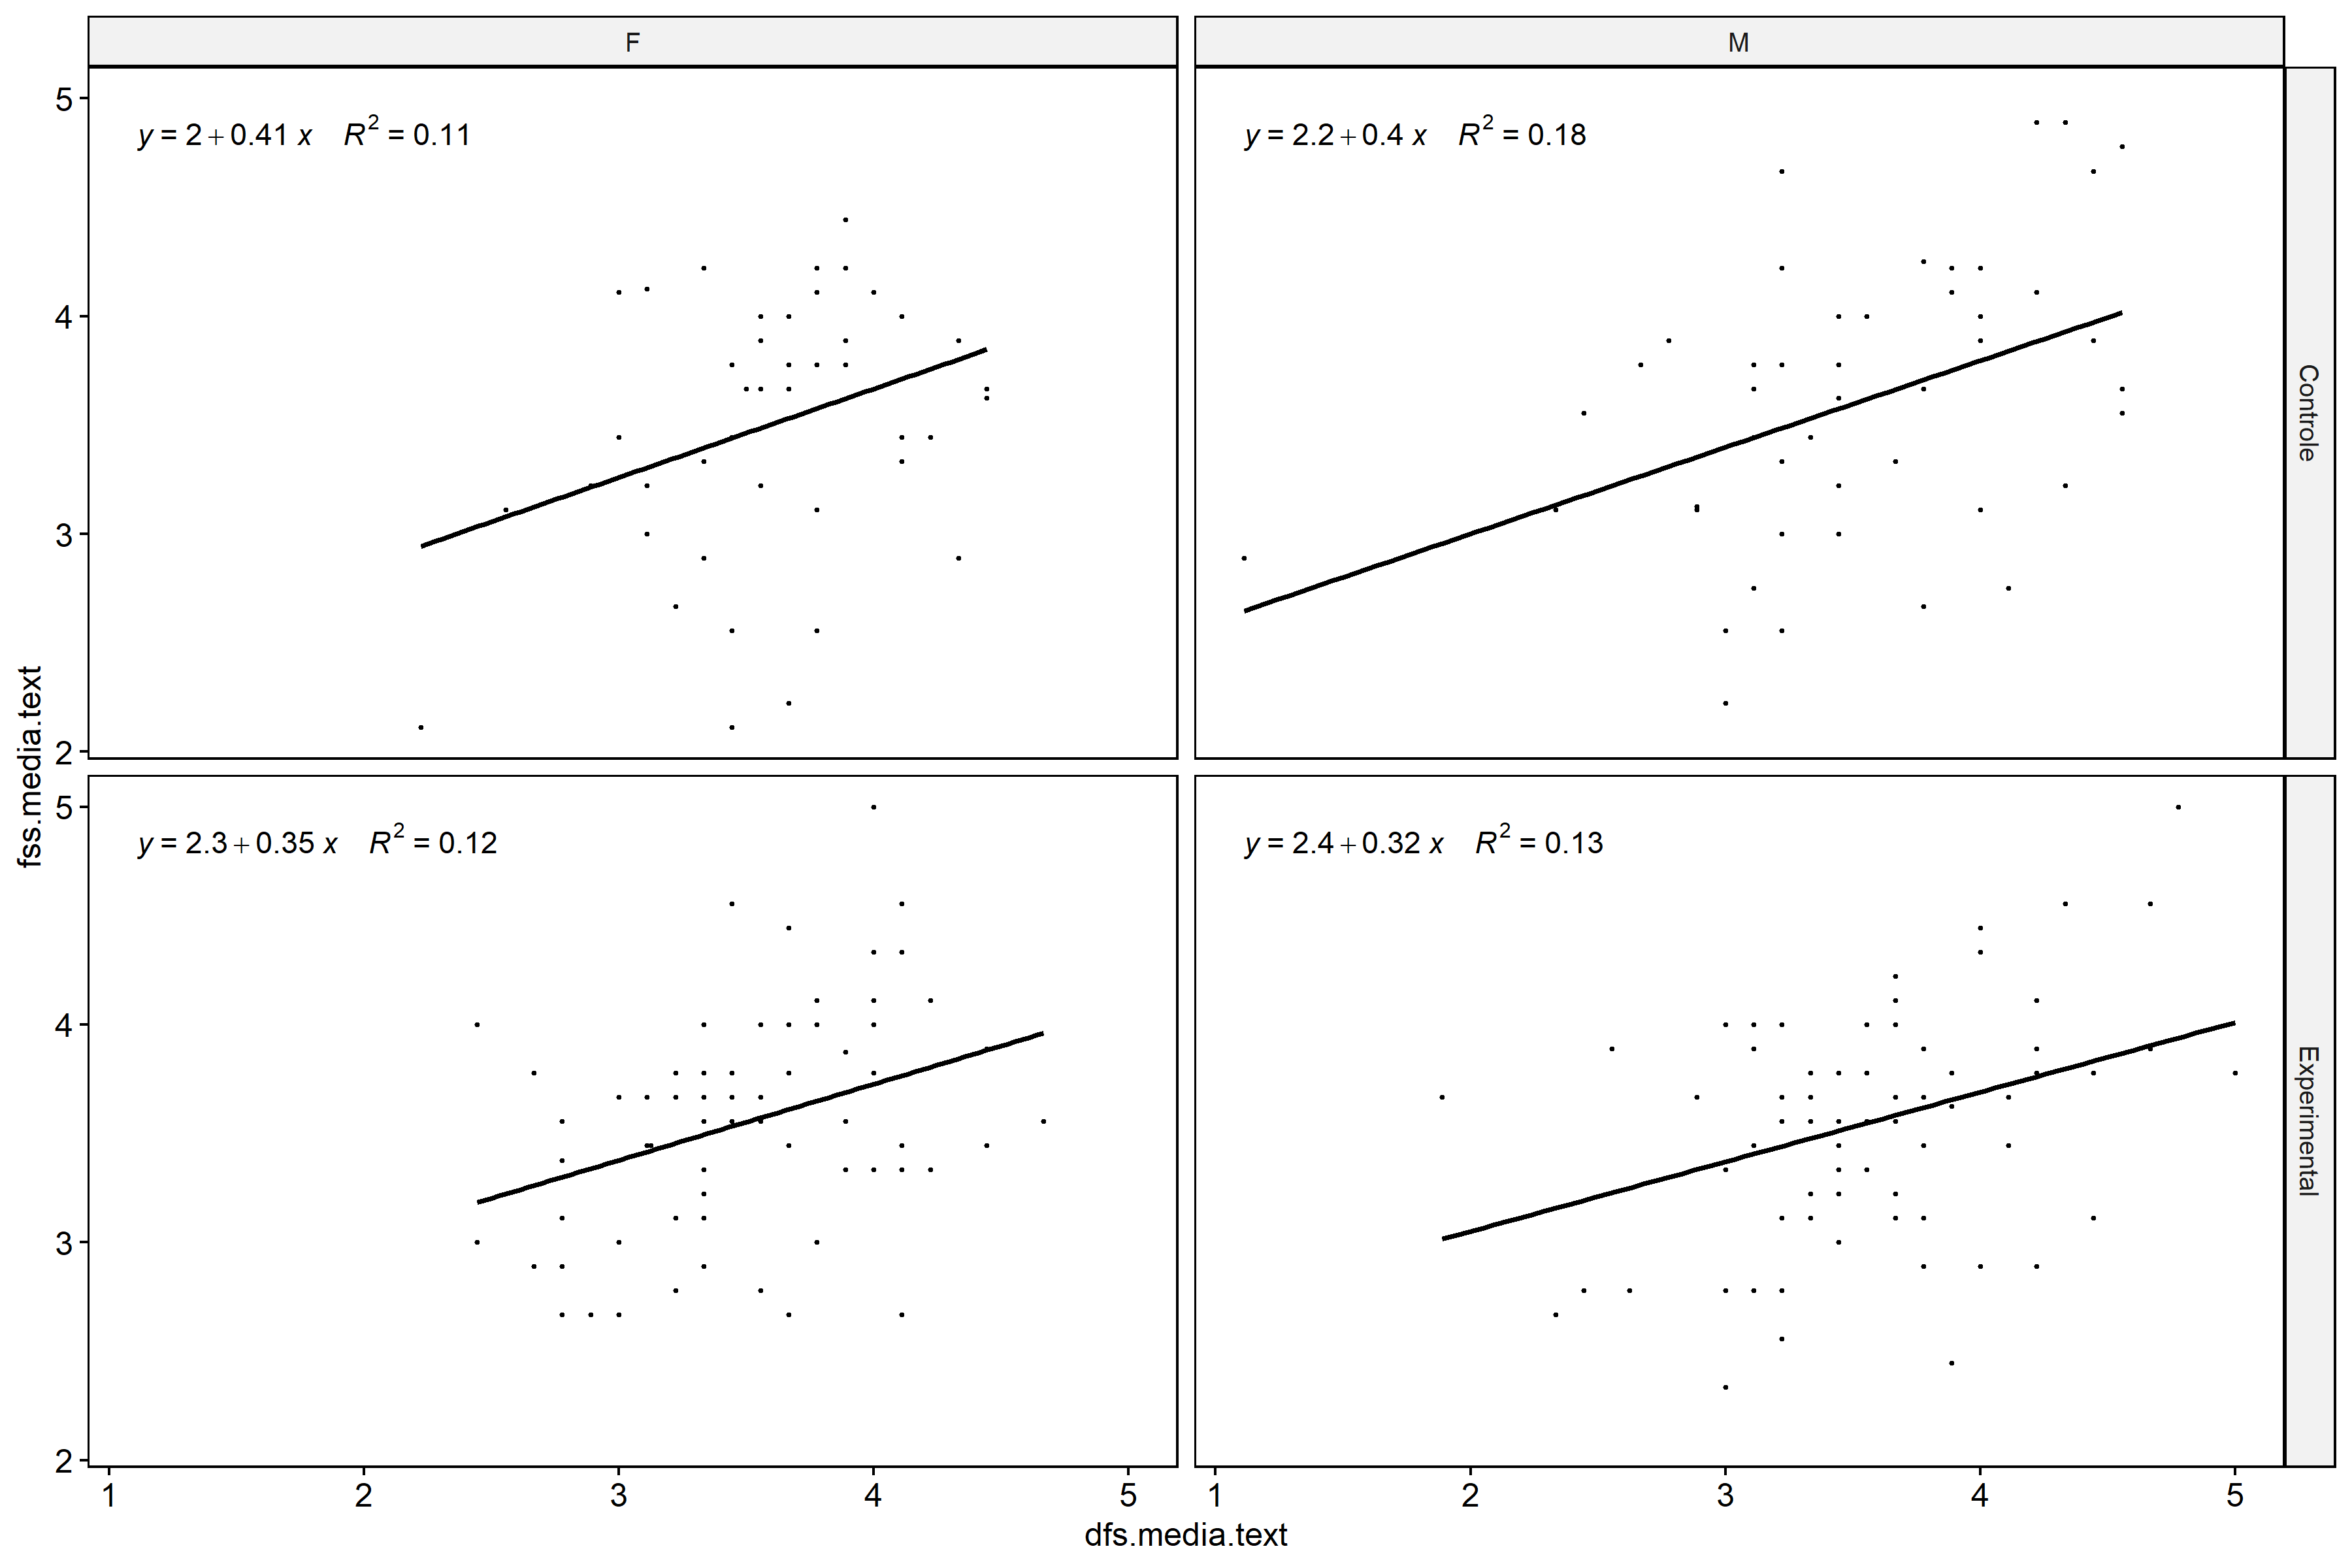 F
M
5
4
3
2
y = 2 + 0.41 x R² = 0.11
y = 2.2 + 0.4 x R² = 0.18
Controle
fss.media.text
5
4
3
2
y = 2.3 + 0.35 x R² = 0.12
y = 2.4 + 0.32 x R² = 0.13
Experimental
1 2 3 4 5
1 2 3 4 5
dfs.media.text